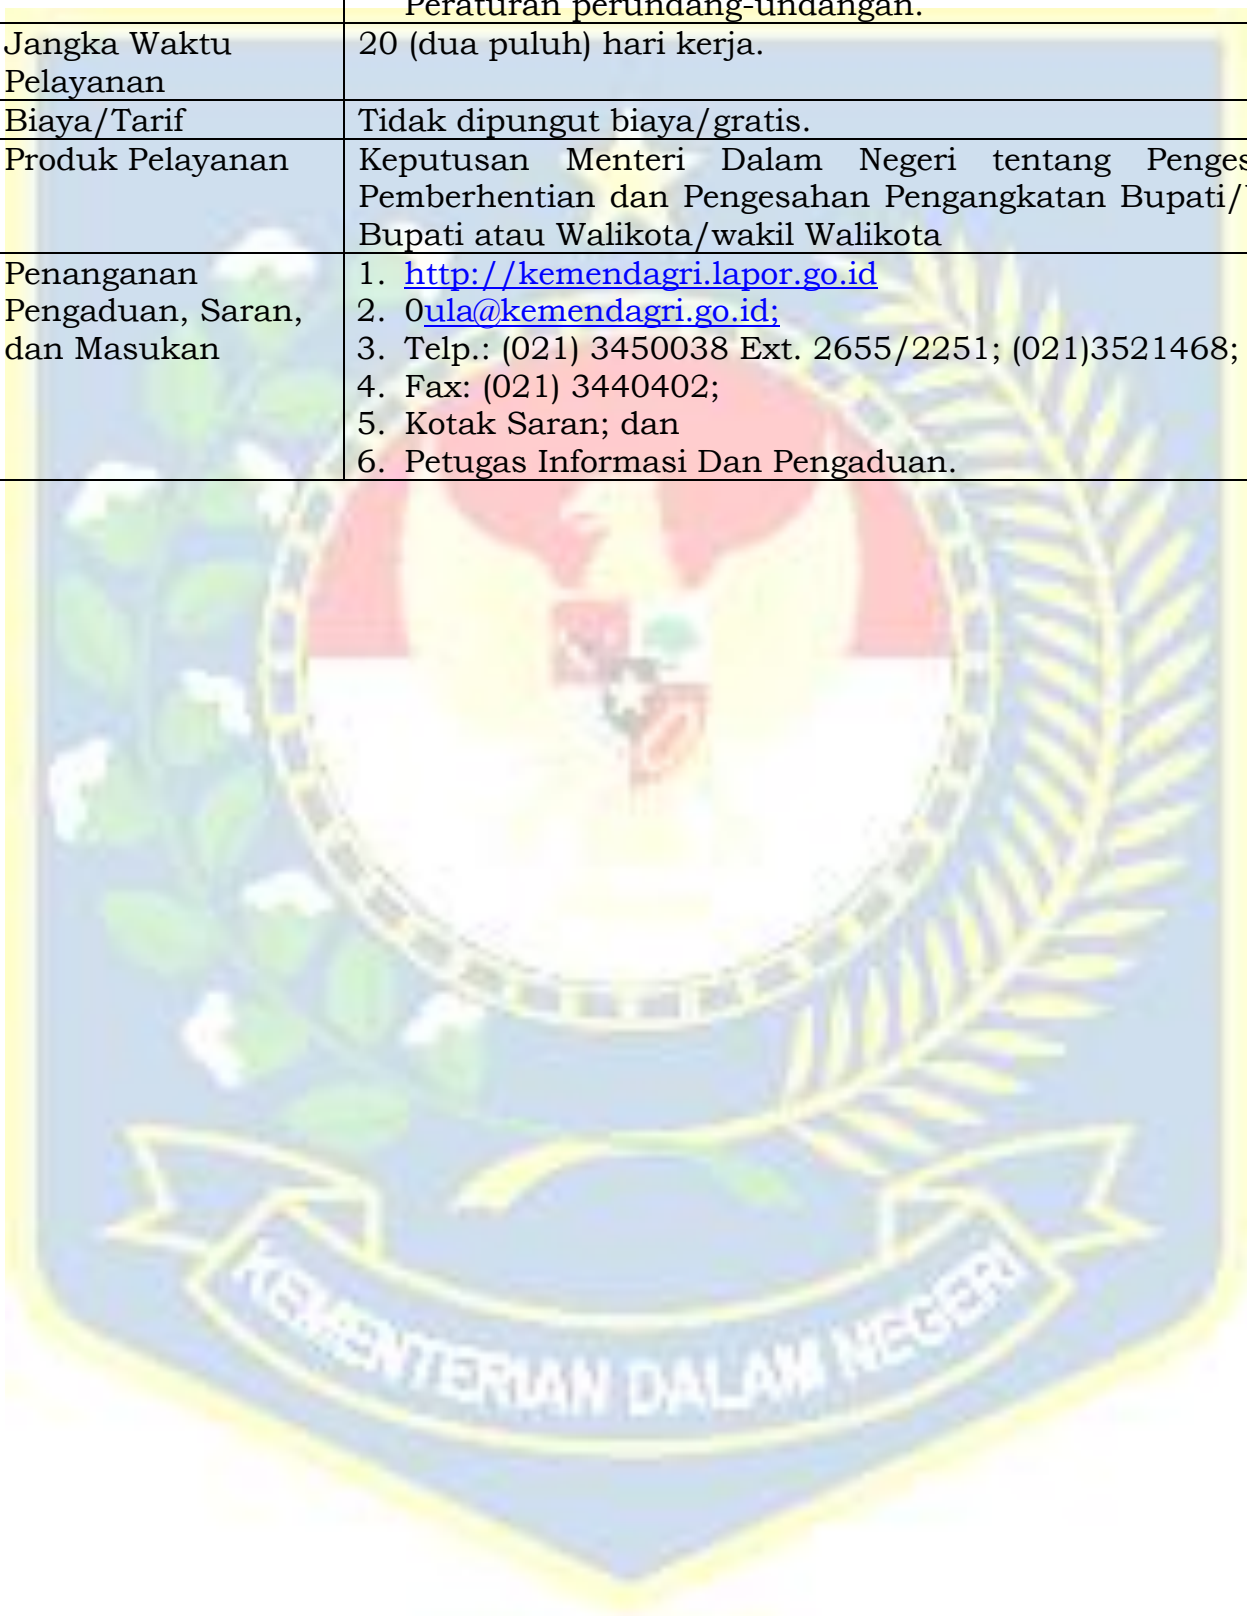 Peraturan perundang-undangan.
Jangka Waktu
Pelayanan
20 (dua puluh) hari kerja.
Biaya/Tarif
Tidak dipungut biaya/gratis.
Produk Pelayanan
Keputusan Menteri Dalam Negeri tentang Penges
Pemberhentian dan Pengesahan Pengangkatan Bupati/
Bupati atau Walikota/wakil Walikota
Penanganan
Pengaduan, Saran,
dan Masukan
1. http://kemendagri.lapor.go.id
2. 0ula@kemendagri.go.id;
3. Telp.: (021) 3450038 Ext. 2655/2251; (021)3521468;
4. Fax: (021) 3440402;
5. Kotak Saran; dan
6. Petugas Informasi Dan Pengaduan.
KEMENTERIAN DALAM NEGERI